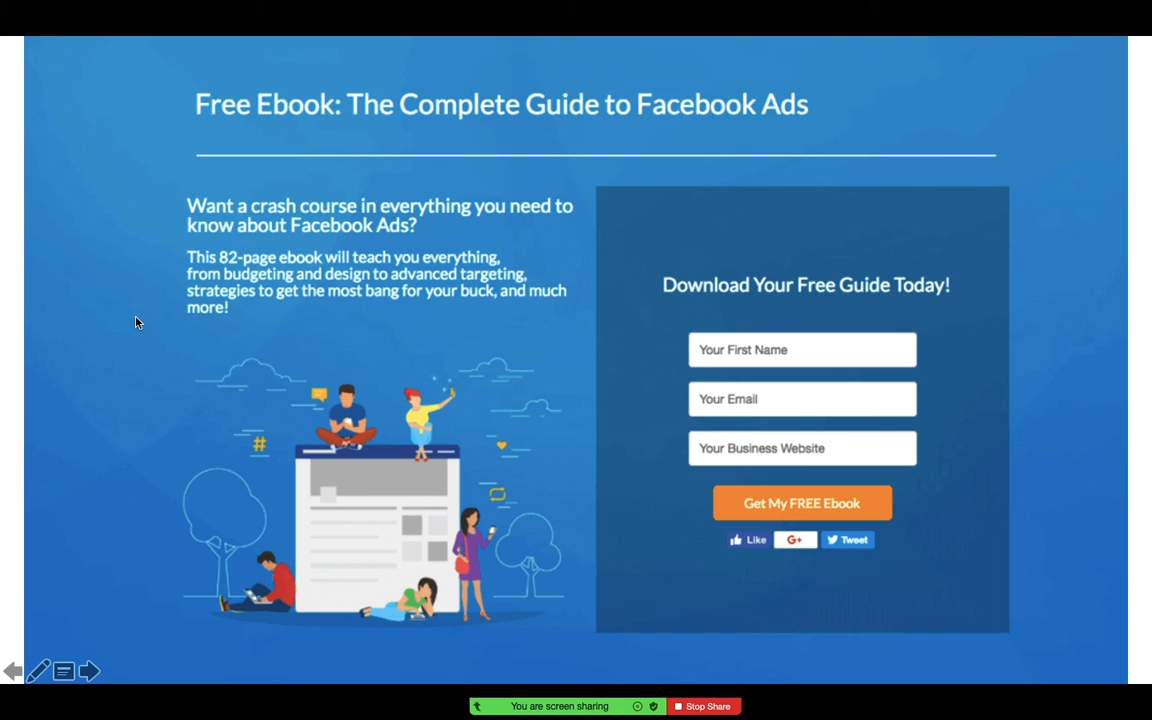 Free Ebook: The Complete Guide to Facebook Ads
Want a crash course in everything you need to
know about Facebook Ads?
This 82-page ebook will teach you everything,
from budgeting and design to advanced targeting,
strategies to get the most bang for your buck, and much
more!
#
Download Your Free Guide Today!
Your First Name
Your Email
Your Business Website
Get My FREE Ebook
Like G+ Tweet
You are screen sharing Stop Share